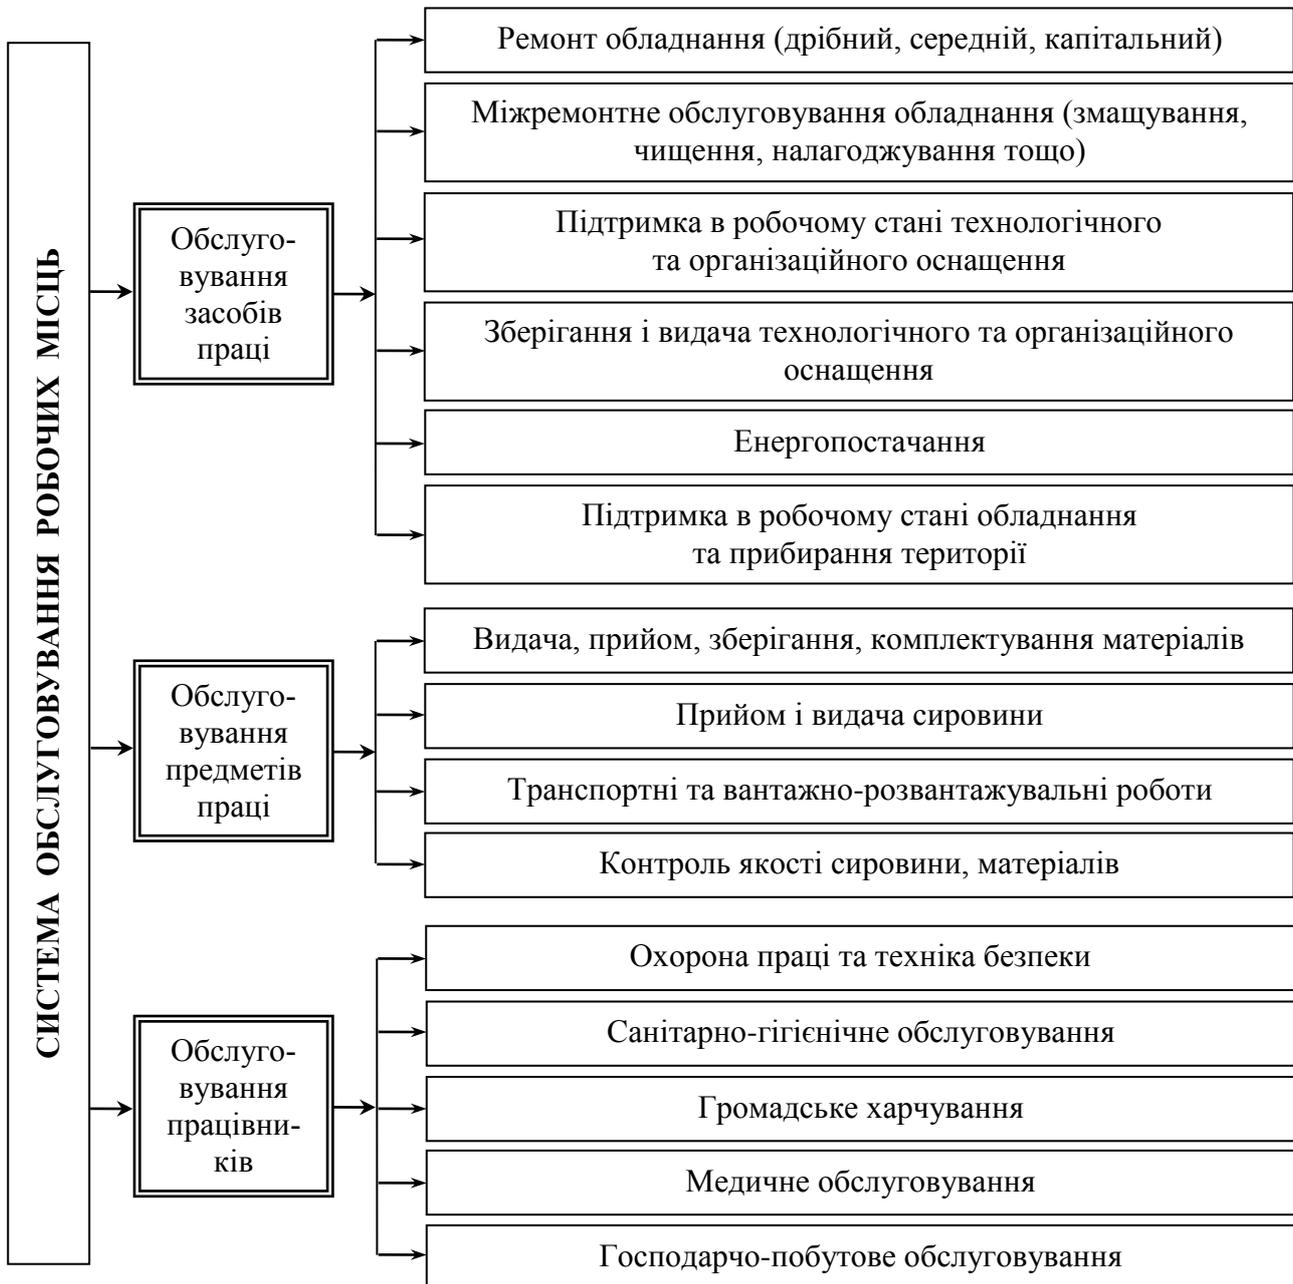 СИСТЕМА ОБСЛУГОВУВАННЯ РОБОЧИХ МІСЦЬ
Обслуго-
вування
засобів
праці
Ремонт обладнання (дрібний, середній, капітальний)
Міжремонтне обслуговування обладнання (змащування,
чищення, налагоджування тощо)
Підтримка в робочому стані технологічного
та організаційного оснащення
Зберігання і видача технологічного та організаційного
оснащення
Енергопостачання
Підтримка в робочому стані обладнання
та прибирання території
Обслуго-
вування
предметів
праці
Видача, прийом, зберігання, комплектування матеріалів
Прийом і видача сировини
Транспортні та вантажно-розвантажувальні роботи
Контроль якості сировини, матеріалів
Обслуго-
вування
працівни-
ків
Охорона праці та техніка безпеки
Санітарно-гігієнічне обслуговування
Громадське харчування
Медичне обслуговування
Господарчо-побутове обслуговування